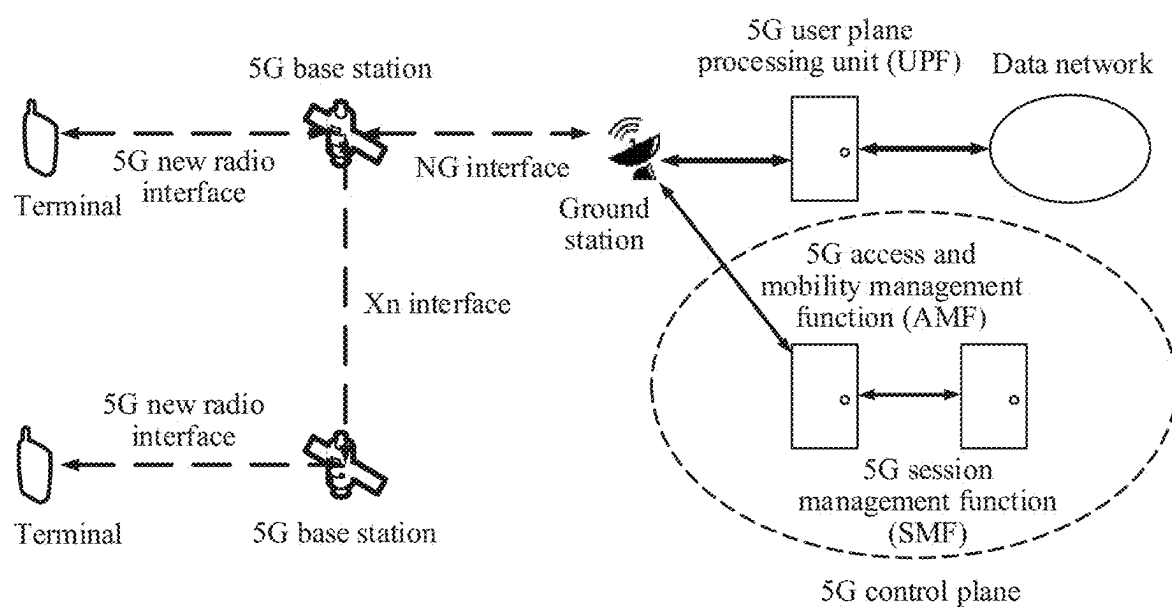 5G user plane
processing unit (UPF)
Data network
5G base station
5G new radio
interface
NG interface
Terminal
Ground
station
5G access and
mobility management
function (AMF)
Xn interface
5G new radio
interface
5G session
management function
(SMF)
Terminal
5G base station
5G control plane